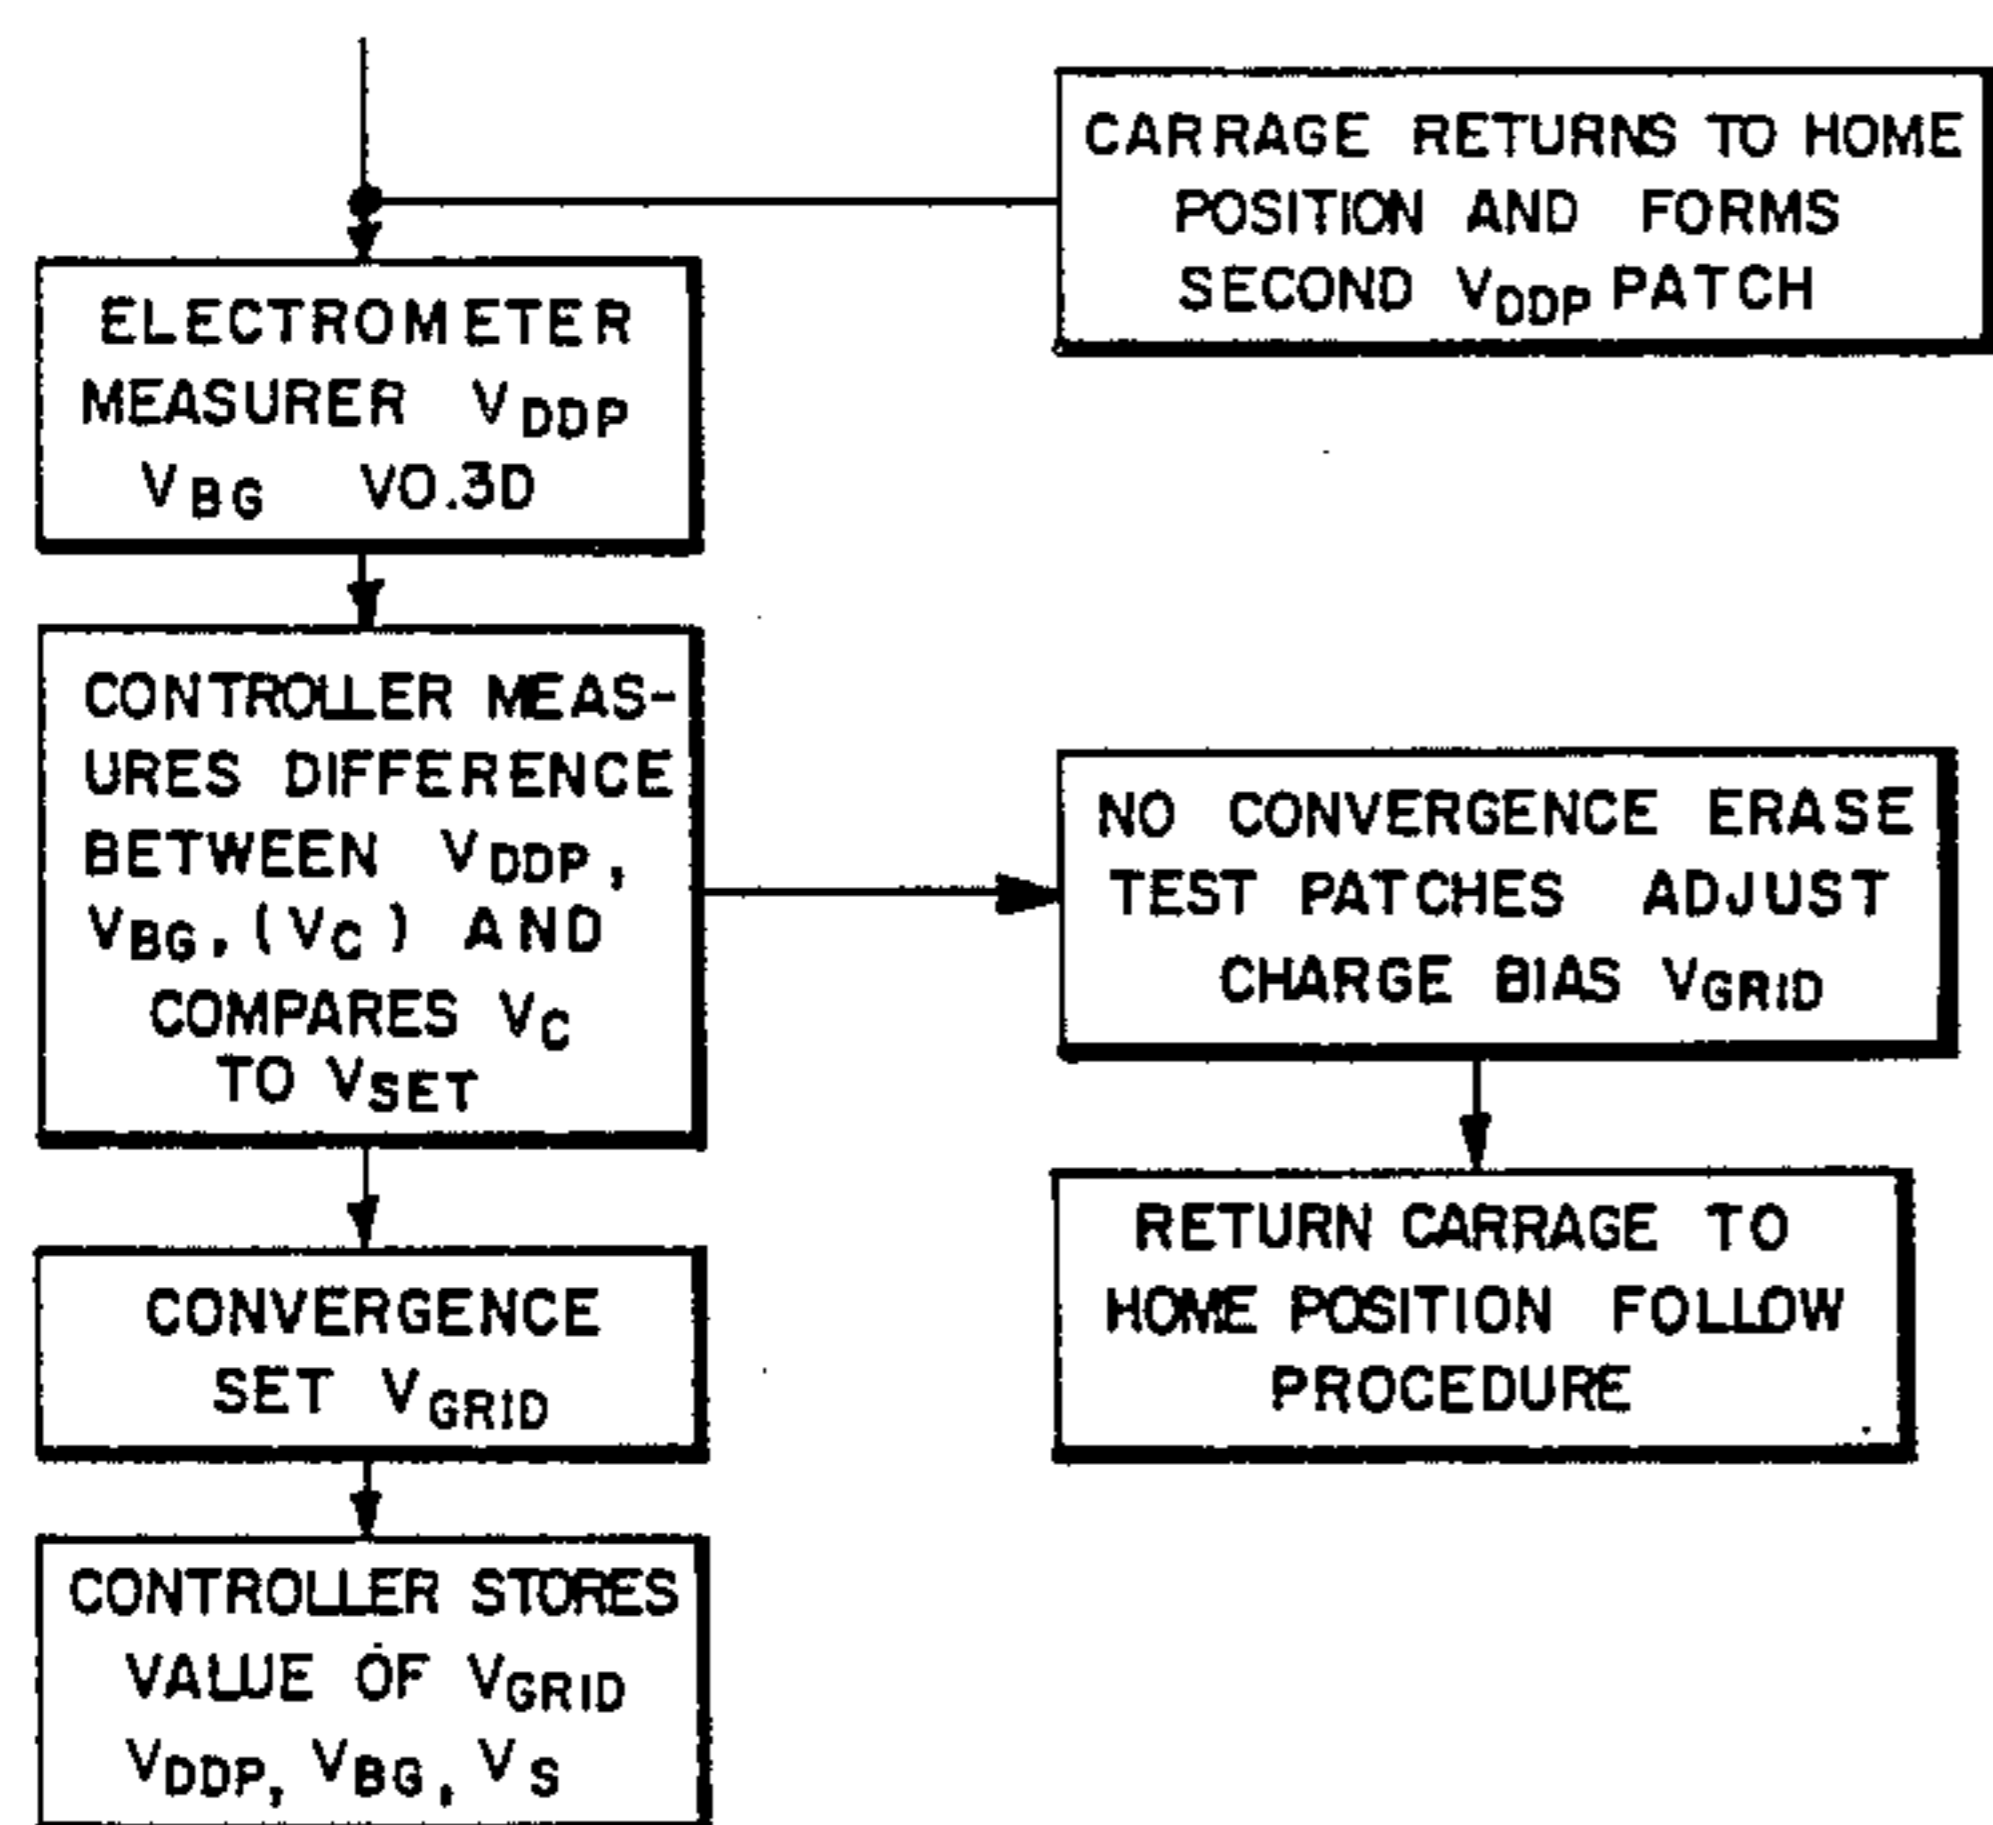 CARRAGE RETURNS TO HOME
POSITION AND FORMS
SECOND VDDP PATCH
ELECTROMETER
MEASURER VDDP
VBG VO.3D
CONTROLLER MEAS-
URES DIFFERENCE
BETWEEN VDDP,
VBG, (VC) AND
COMPARES VC
TO VSET
NO CONVERGENCE ERASE
TEST PATCHES ADJUST
CHARGE BIAS VGRID
RETURN CARRAGE TO
HOME POSITION FOLLOW
PROCEDURE
CONVERGENCE
SET VGRID
CONTROLLER STORES
VALUE OF VGRID
VDDP, VBG, VS